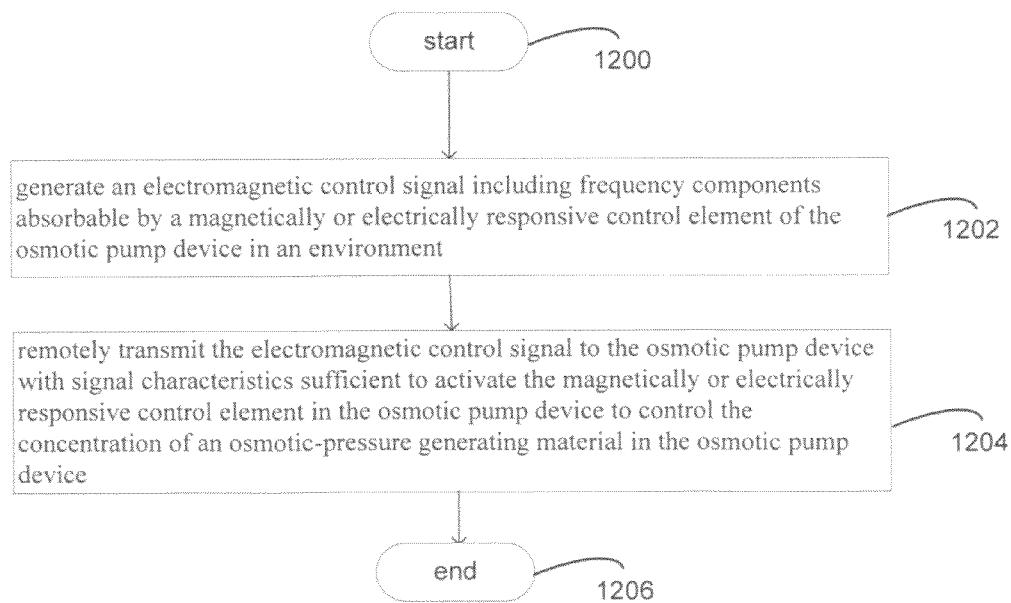 start
1200
generate an electromagnetic control signal including frequency components
absorbable by a magnetically or electrically responsive control element of the
osmotic pump device in an environment
1202
remotely transmit the electromagnetic control signal to the osmotic pump device
with signal characteristics sufficient to activate the magnetically or electrically
responsive control element in the osmotic pump device to control the
concentration of an osmotic-pressure generating material in the osmotic pump
device
1204
end
1206